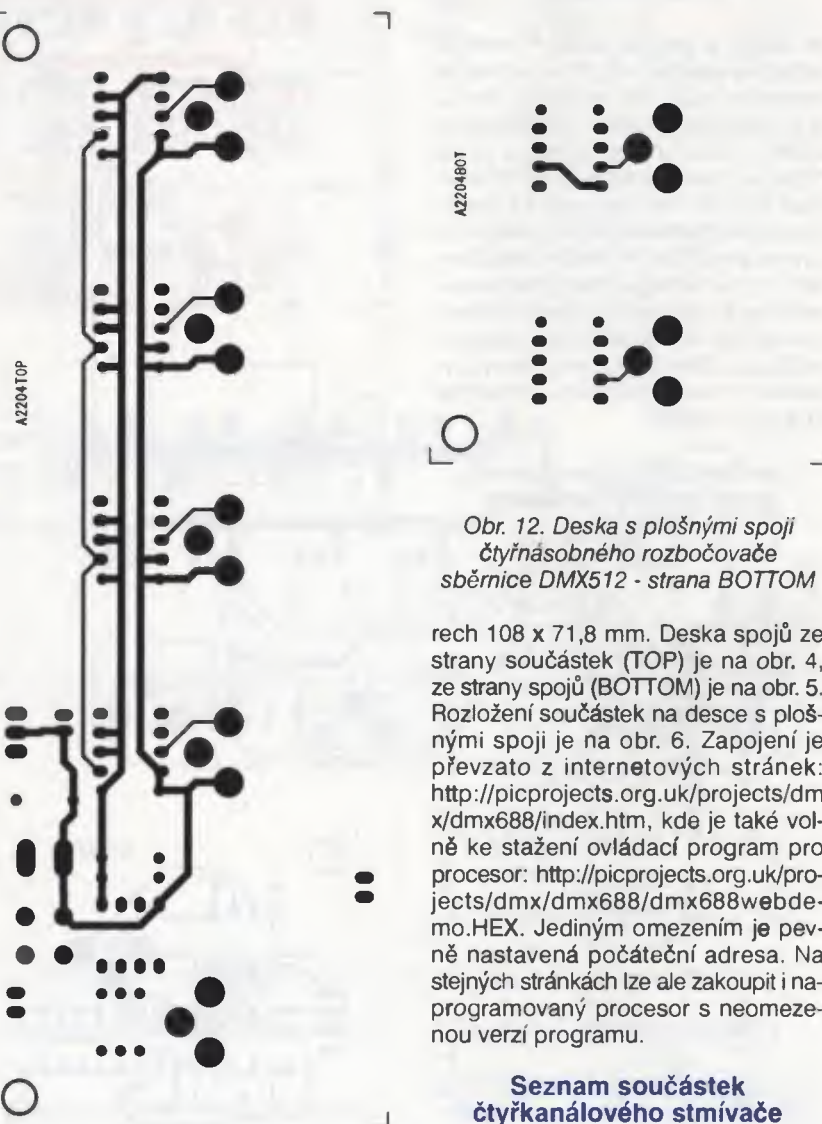 A2204TOP
A2204BOT
Obr. 12. Deska s plošnými spoji
čtyřnásobného rozbočovače
sběrnice DMX512 - strana BOTTOM
rech 108 x 71,8 mm. Deska spojů ze
strany součástek (TOP) je na obr. 4,
ze strany spojů (BOTTOM) je na obr. 5.
Rozložení součástek na desce s ploš-
nými spoji je na obr. 6. Zapojení je
převzato z internetových stránek:
http://picprojects.org.uk/projects/dm
x/dmx688/index.htm, kde je také vol-
ně ke stažení ovládací program pro
procesor: http://picprojects.org.uk/pro-
jects/dmx/dmx688/dmx688webde-
mo.HEX. Jediným omezením je pev-
ně nastavená počáteční adresa. Na
stejných stránkách lze ale zakoupit i na-
programovaný procesor s neomeze-
nou verzí programu.
Seznam součástek
čtyřkanálového stmívače